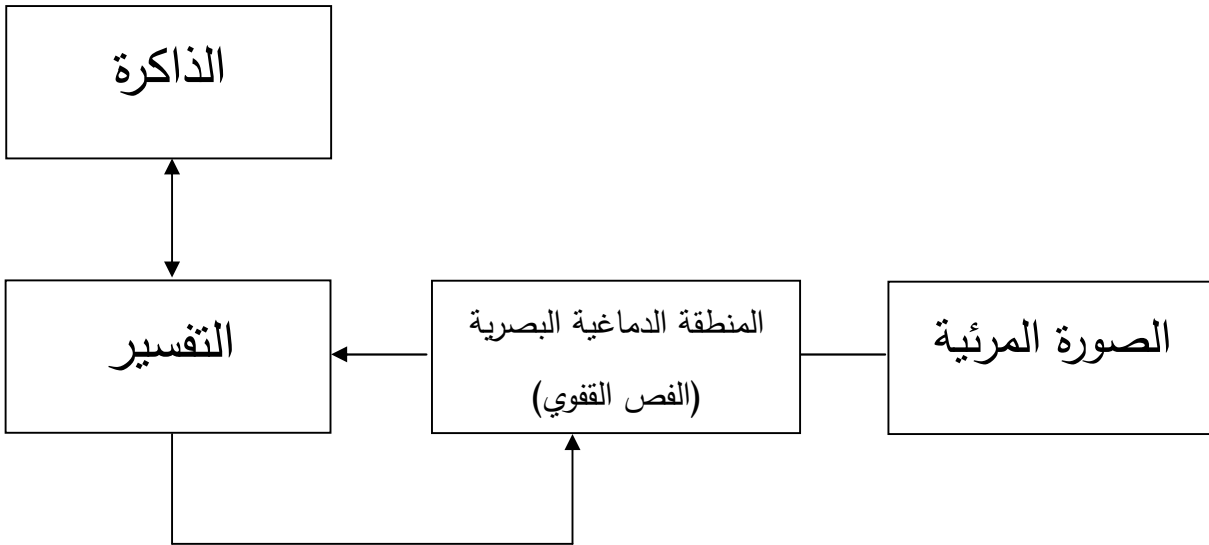 الذاكرة
الصورة المرئية
المنطقة الدماغية البصرية
(الفص القفوي)
التفسير